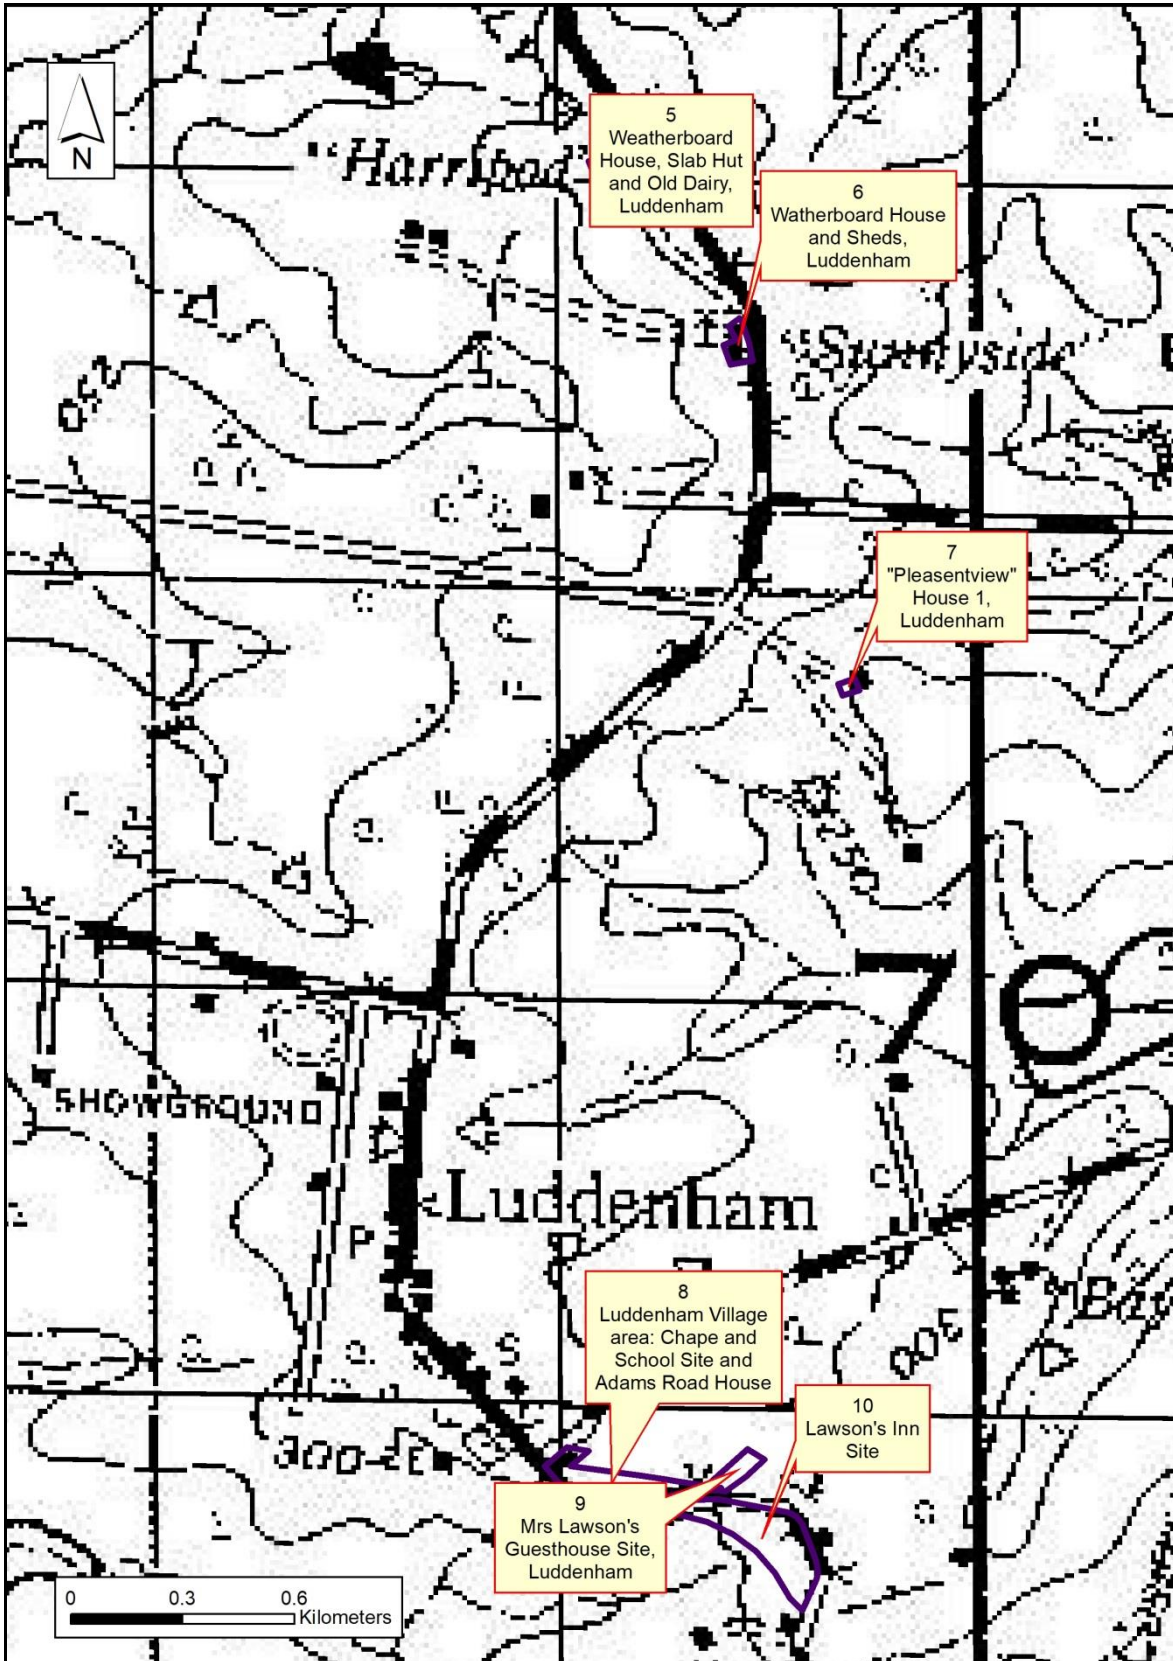 N
5
Weatherboard
House, Slab Hut
and Old Dairy,
Luddenham
6
Watherboard House
and Sheds,
Luddenham
7
"Pleasentview"
House 1,
Luddenham
70
SHOWGROUND
Luddenham
8
Luddenham Village
area: Chape and
School Site and
Adams Road House
300
10
Lawson's Inn
Site
9
Mrs Lawson's
Guesthouse Site,
Luddenham
0 0.3 0.6
Kilometers